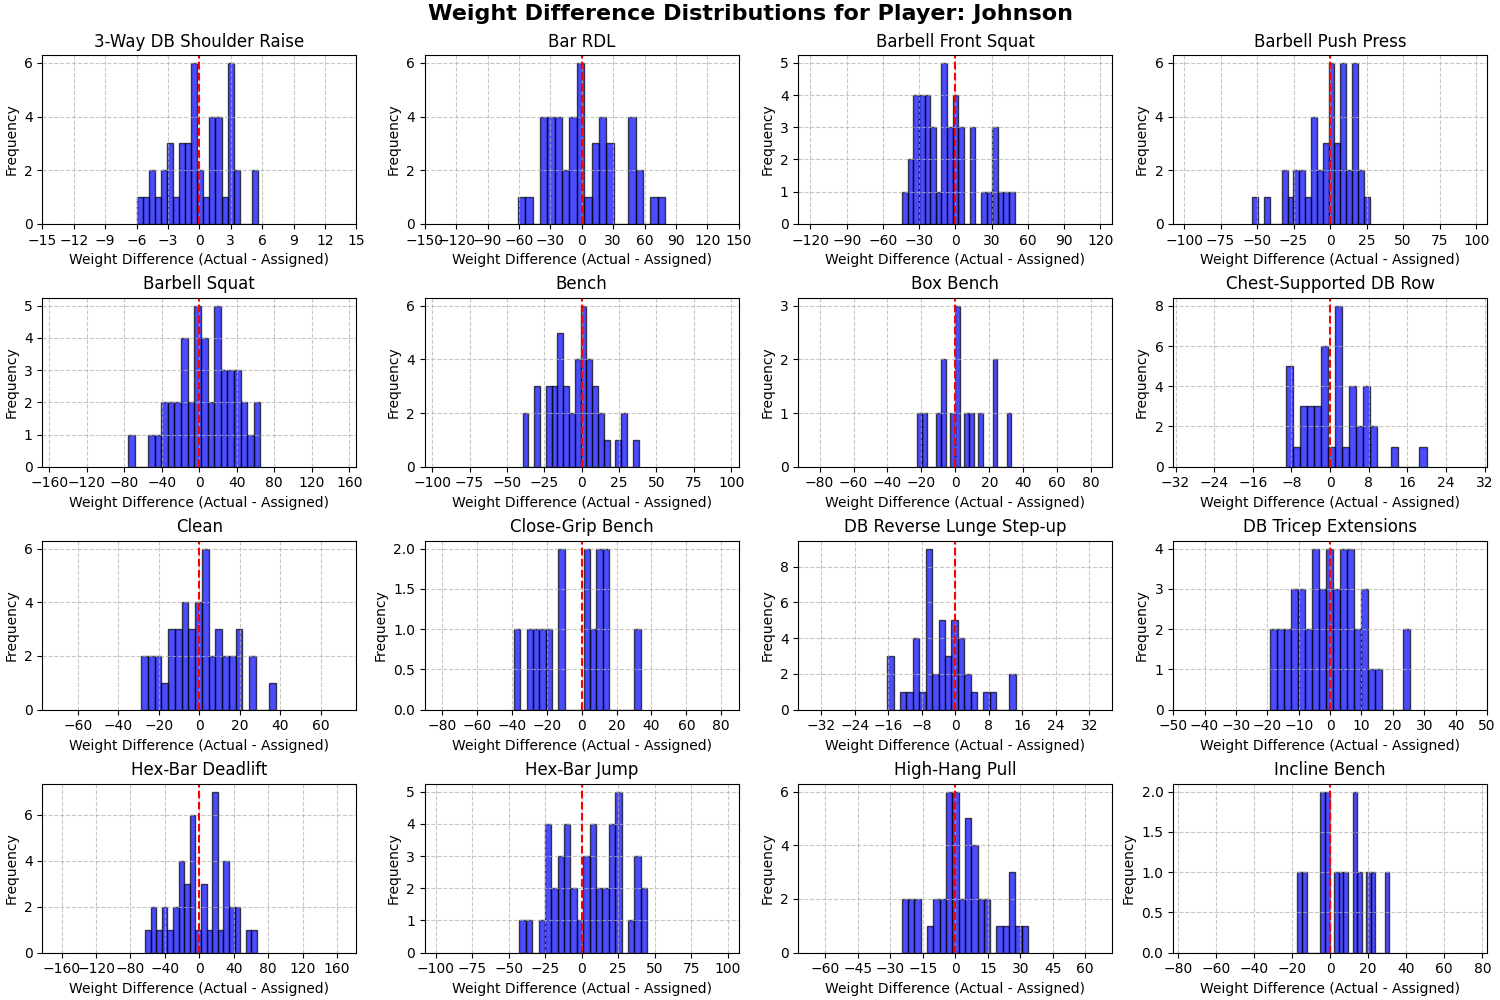 Weight Difference Distributions for Player: Johnson
3-Way DB Shoulder Raise
Frequency
6
4
2
0
−15 −12 −9 −6 −3 0 3 6 9 12 15
Weight Difference (Actual - Assigned)
Bar RDL
Frequency
6
4
2
0
−150 −120 −90 −60 −30 0 30 60 90 120 150
Weight Difference (Actual - Assigned)
Barbell Front Squat
Frequency
5
4
3
2
1
0
−120 −90 −60 −30 0 30 60 90 120
Weight Difference (Actual - Assigned)
Barbell Push Press
Frequency
6
4
2
0
−100 −75 −50 −25 0 25 50 75 100
Weight Difference (Actual - Assigned)
Barbell Squat
Frequency
5
4
3
2
1
0
−160 −120 −80 −40 0 40 80 120 160
Weight Difference (Actual - Assigned)
Bench
Frequency
6
4
2
0
−100 −75 −50 −25 0 25 50 75 100
Weight Difference (Actual - Assigned)
Box Bench
Frequency
3
2
1
0
−80 −60 −40 −20 0 20 40 60 80
Weight Difference (Actual - Assigned)
Chest-Supported DB Row
Frequency
8
6
4
2
0
−32 −24 −16 −8 0 8 16 24 32
Weight Difference (Actual - Assigned)
Clean
Frequency
6
4
2
0
−60 −40 −20 0 20 40 60
Weight Difference (Actual - Assigned)
Close-Grip Bench
Frequency
2.0
1.5
1.0
0.5
0.0
−80 −60 −40 −20 0 20 40 60 80
Weight Difference (Actual - Assigned)
DB Reverse Lunge Step-up
Frequency
8
6
4
2
0
−32 −24 −16 −8 0 8 16 24 32
Weight Difference (Actual - Assigned)
DB Tricep Extensions
Frequency
4
3
2
1
0
−50 −40 −30 −20 −10 0 10 20 30 40 50
Weight Difference (Actual - Assigned)
Hex-Bar Deadlift
Frequency
6
4
2
0
−160 −120 −80 −40 0 40 80 120 160
Weight Difference (Actual - Assigned)
Hex-Bar Jump
Frequency
5
4
3
2
1
0
−100 −75 −50 −25 0 25 50 75 100
Weight Difference (Actual - Assigned)
High-Hang Pull
Frequency
6
4
2
0
−60 −45 −30 −15 0 15 30 45 60
Weight Difference (Actual - Assigned)
Incline Bench
Frequency
2.0
1.5
1.0
0.5
0.0
−80 −60 −40 −20 0 20 40 60 80
Weight Difference (Actual - Assigned)